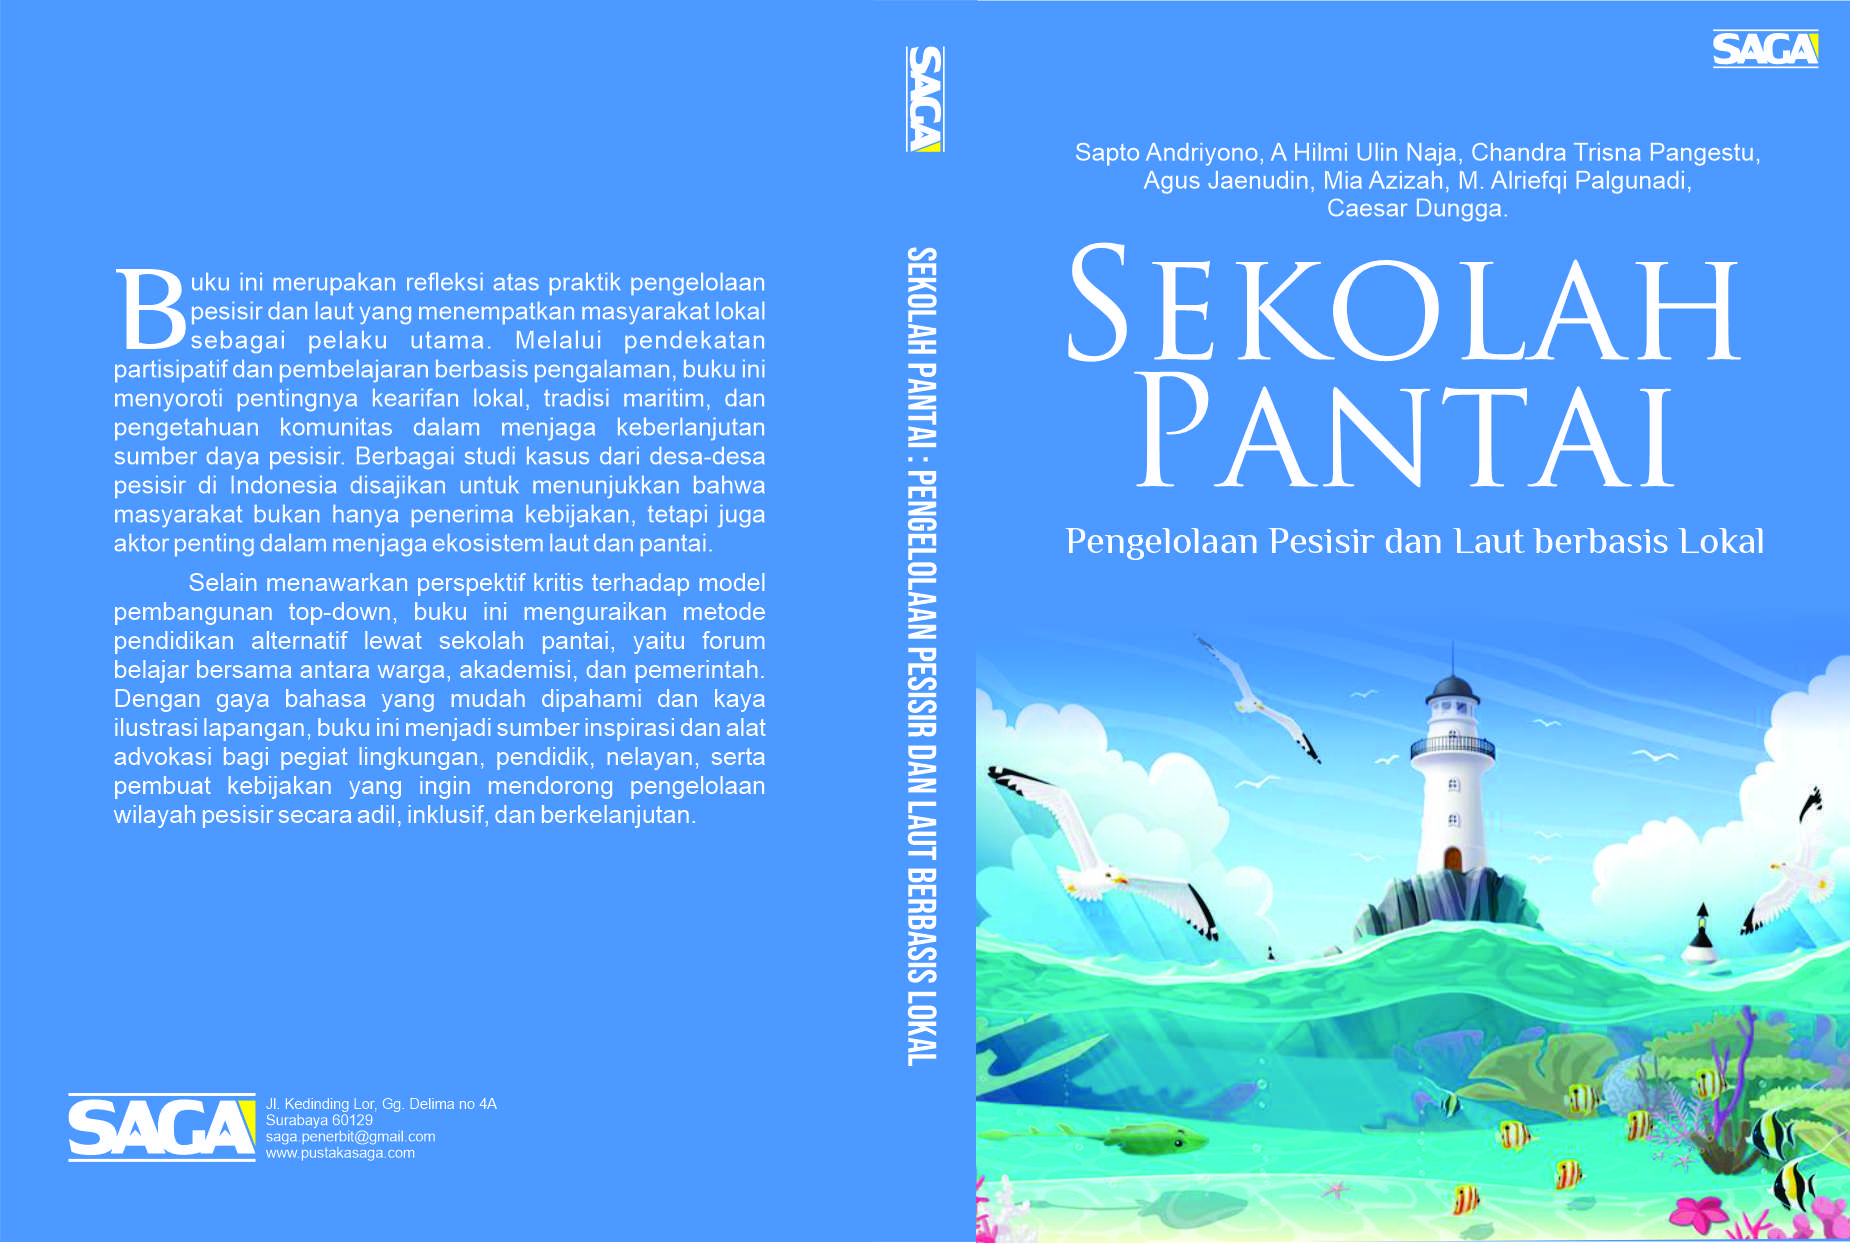 Buku ini merupakan refleksi atas praktik pengelolaan
pesisir dan laut yang menempatkan masyarakat lokal
sebagai pelaku utama. Melalui pendekatan
partisipatif dan pembelajaran berbasis pengalaman, buku ini
menyoroti pentingnya kearifan lokal, tradisi maritim, dan
pengetahuan komunitas dalam menjaga keberlanjutan
sumber daya pesisir. Berbagai studi kasus dari desa-desa
pesisir di Indonesia disajikan untuk menunjukkan bahwa
masyarakat bukan hanya penerima kebijakan, tetapi juga
aktor penting dalam menjaga ekosistem laut dan pantai.
Selain menawarkan perspektif kritis terhadap model
pembangunan top-down, buku ini menguraikan metode
pendidikan alternatif lewat sekolah pantai, yaitu forum
belajar bersama antara warga, akademisi, dan pemerintah.
Dengan gaya bahasa yang mudah dipahami dan kaya
ilustrasi lapangan, buku ini menjadi sumber inspirasi dan alat
advokasi bagi pegiat lingkungan, pendidik, nelayan, serta
pembuat kebijakan yang ingin mendorong pengelolaan
wilayah pesisir secara adil, inklusif, dan berkelanjutan.
SAGA
Jl. Kedinding Lor, Gg. Delima no 4A
Surabaya 60129
saga.penerbit@gmail.com
www.pustakasaga.com
SAGA
SEKOLAH PANTAI : PENGELOLAAN PESISIR DAN LAUT BERBASIS LOKAL
SAGA
Sapto Andriyono, A Hilmi Ulin Naja, Chandra Trisna Pangestu,
Agus Jaenudin, Mia Azizah, M. Alriefqi Palgunadi,
Caesar Dungga.
SEKOLAH
PANTAI
Pengelolaan Pesisir dan Laut berbasis Lokal